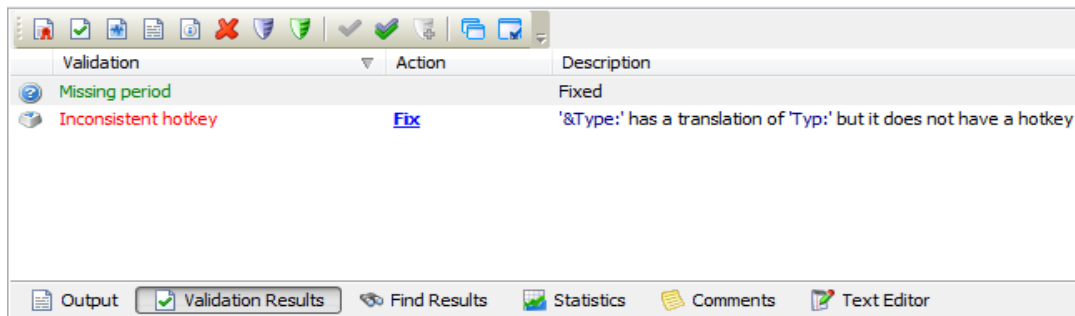 Validation Action Description
Missing period Fixed
Inconsistent hotkey Fix '&Type:' has a translation of 'Typ:' but it does not have a hotkey
Output Validation Results Find Results Statistics Comments Text Editor